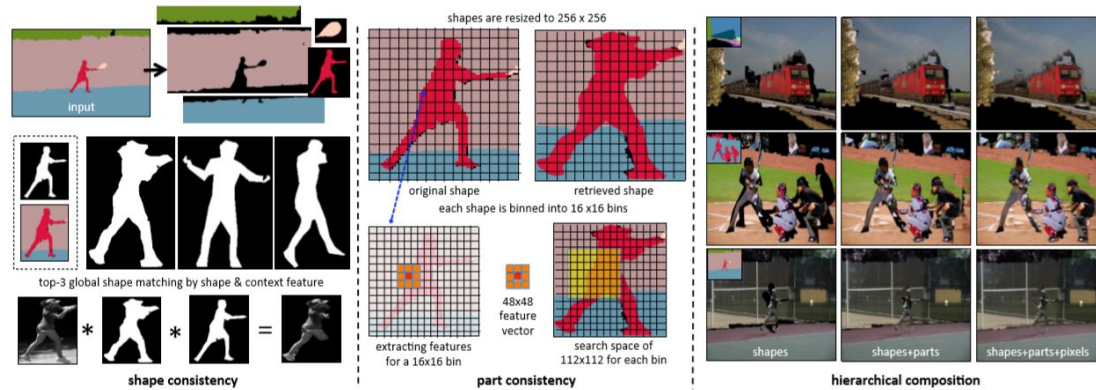 input
top-3 global shape matching by shape & context feature
* * =
shape consistency
shapes are resized to 256 x 256
original shape
retrieved shape
each shape is binned into 16 x16 bins
extracting features
for a 16x16 bin
48x48
feature
vector
search space of
112x112 for each bin
part consistency
shapes
shapes+parts
shapes+parts+pixels
hierarchical composition